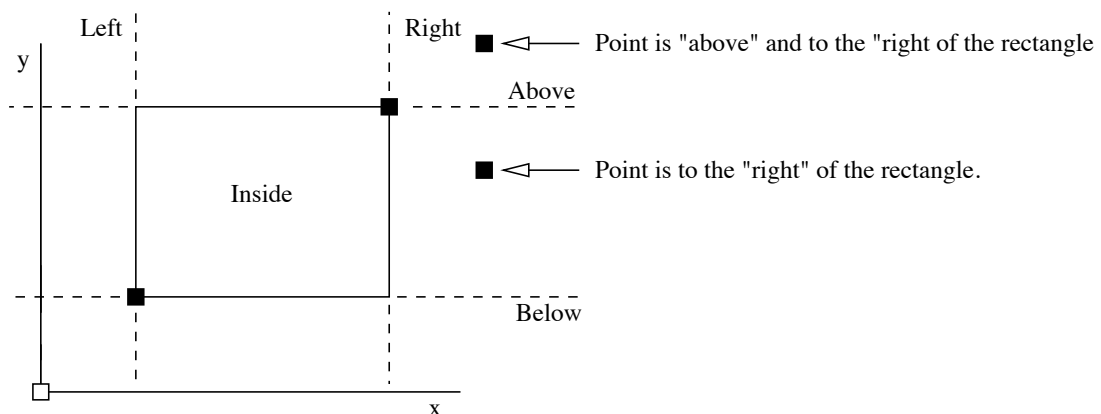 Left
Right
Point is "above" and to the "right of the rectangle
y
Above
Point is to the "right" of the rectangle.
Inside
Below
x